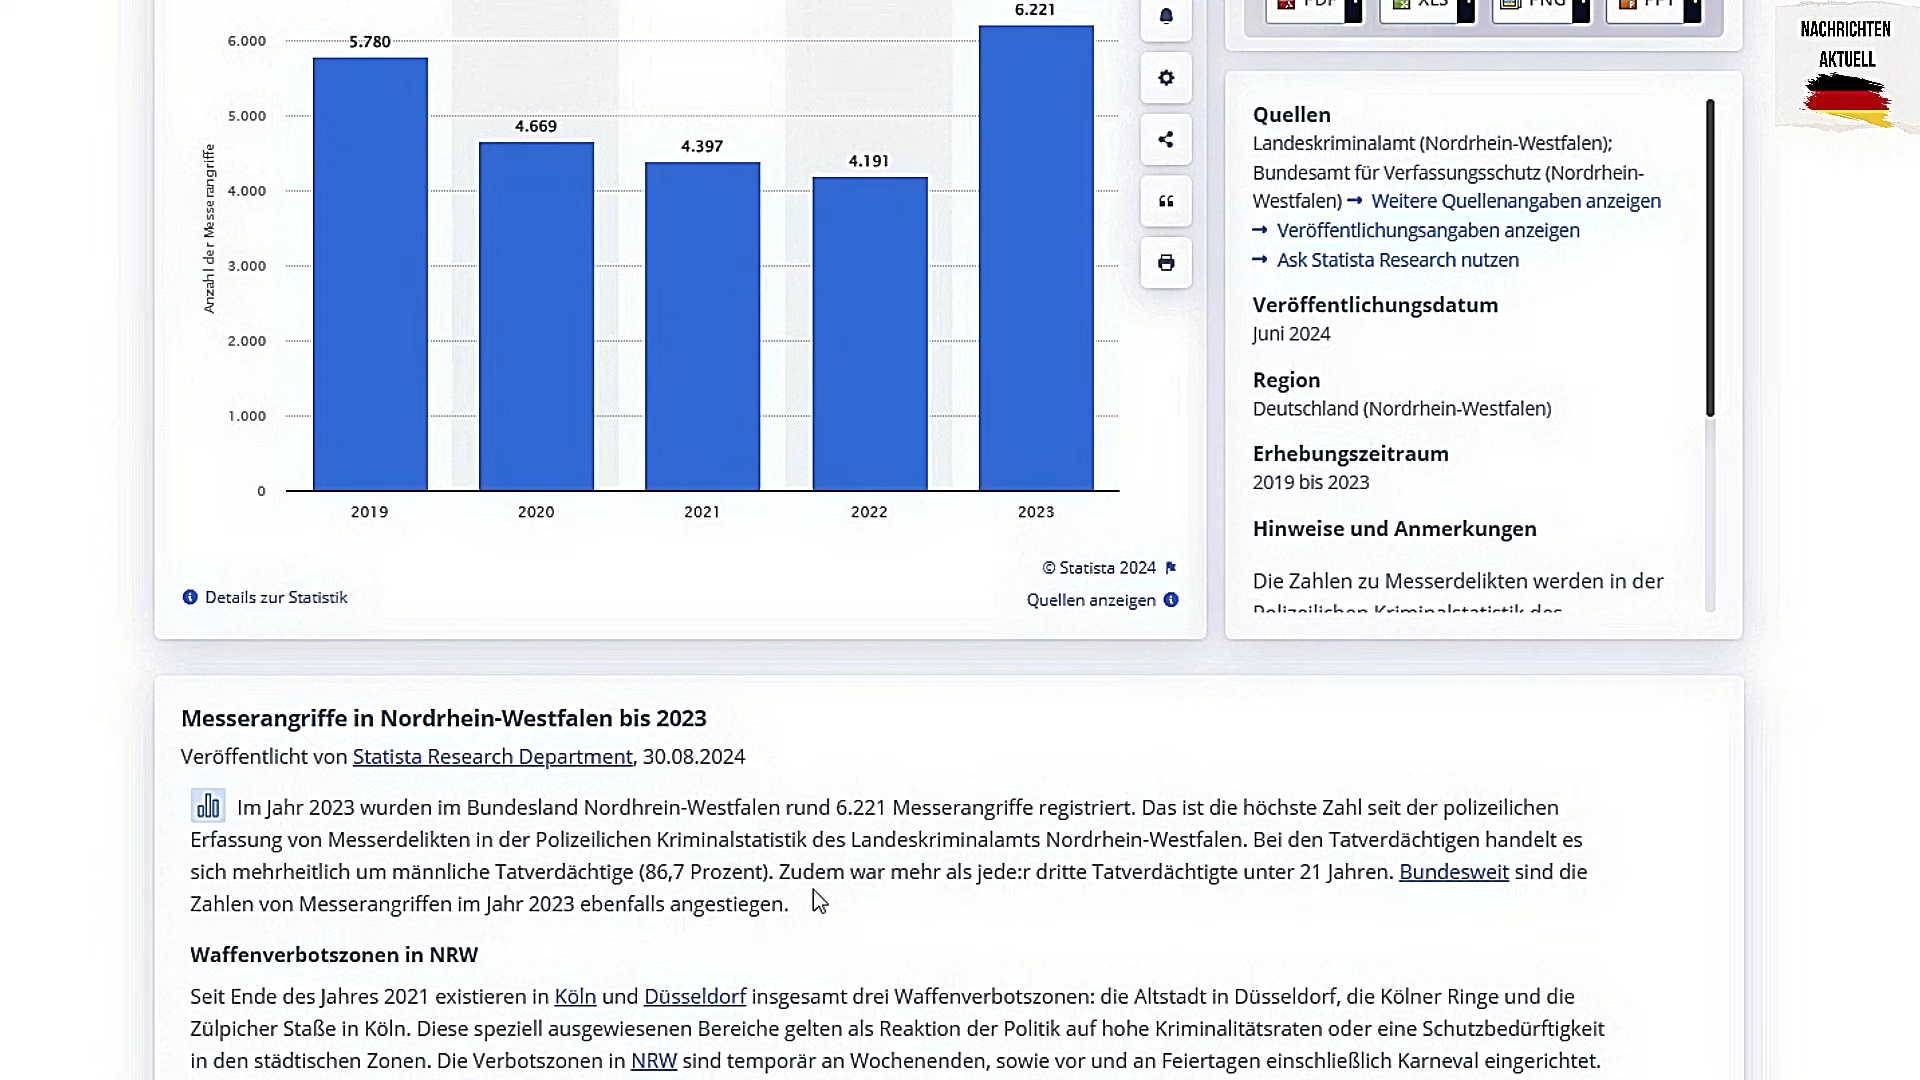 6.221
6.000
5.780
5.000
4.669
4.397
4.191
4.000
3.000
2.000
1.000
0
Anzahl der Messerangriffe
2019
2020
2021
2022
2023
© Statista 2024
Details zur Statistik
Quellen anzeigen
PDF
XLS
PNG
PPT
NACHRICHTEN
AKTUELL
Quellen
Landeskriminalamt (Nordrhein-Westfalen);
Bundesamt für Verfassungsschutz (Nordrhein-
Westfalen) → Weitere Quellenangaben anzeigen
→ Veröffentlichungsangaben anzeigen
→ Ask Statista Research nutzen
Veröffentlichungsdatum
Juni 2024
Region
Deutschland (Nordrhein-Westfalen)
Erhebungszeitraum
2019 bis 2023
Hinweise und Anmerkungen
Die Zahlen zu Messerdelikten werden in der
Polizeilichen Kriminalstatistik des
Messerangriffe in Nordrhein-Westfalen bis 2023
Veröffentlicht von Statista Research Department, 30.08.2024
Im Jahr 2023 wurden im Bundesland Nordhrein-Westfalen rund 6.221 Messerangriffe registriert. Das ist die höchste Zahl seit der polizeilichen
Erfassung von Messerdelikten in der Polizeilichen Kriminalstatistik des Landeskriminalamts Nordrhein-Westfalen. Bei den Tatverdächtigen handelt es
sich mehrheitlich um männliche Tatverdächtige (86,7 Prozent). Zudem war mehr als jede:r dritte Tatverdächtigte unter 21 Jahren. Bundesweit sind die
Zahlen von Messerangriffen im Jahr 2023 ebenfalls angestiegen.
Waffenverbotszonen in NRW
Seit Ende des Jahres 2021 existieren in Köln und Düsseldorf insgesamt drei Waffenverbotszonen: die Altstadt in Düsseldorf, die Kölner Ringe und die
Zülpicher Staße in Köln. Diese speziell ausgewiesenen Bereiche gelten als Reaktion der Politik auf hohe Kriminalitätsraten oder eine Schutzbedürftigkeit
in den städtischen Zonen. Die Verbotszonen in NRW sind temporär an Wochenenden, sowie vor und an Feiertagen einschließlich Karneval eingerichtet.